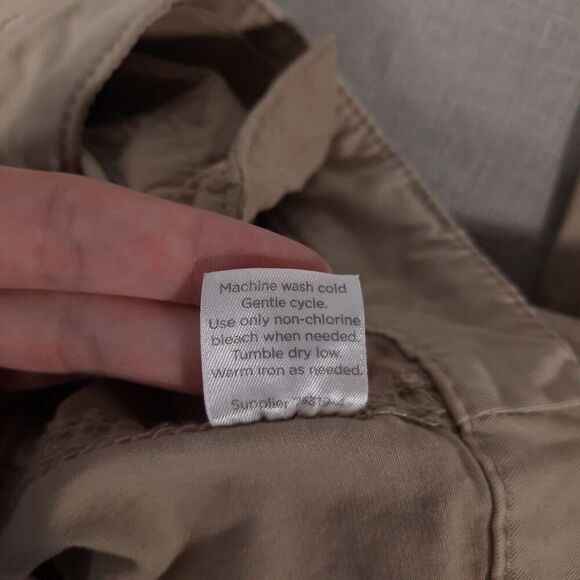 Machine wash cold
Gentle cycle.
Use only non-chlorine
bleach when needed.
Tumble dry low.
Warm iron as needed.
Supplier